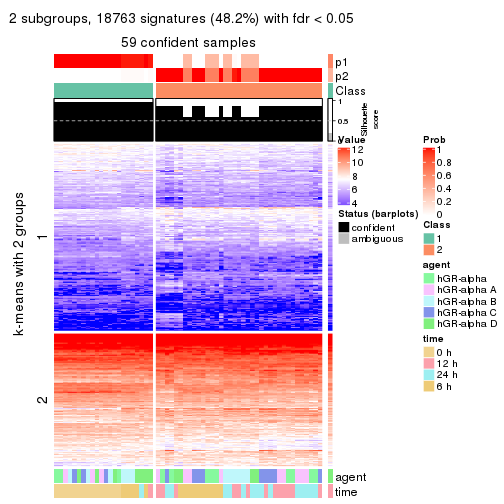 2 subgroups, 18763 signatures (48.2%) with fdr < 0.05
59 confident samples
p1
p2
Class
1
0.5
Silhouette
score
k-means with 2 groups
1
2
agent
time
Value
12
10
8
6
4
Status (barplots)
confident
ambiguous
Prob
1
0.8
0.6
0.4
0.2
0
Class
1
2
agent
hGR-alpha
hGR-alpha A
hGR-alpha B
hGR-alpha C
hGR-alpha D
time
0 h
12 h
24 h
6 h